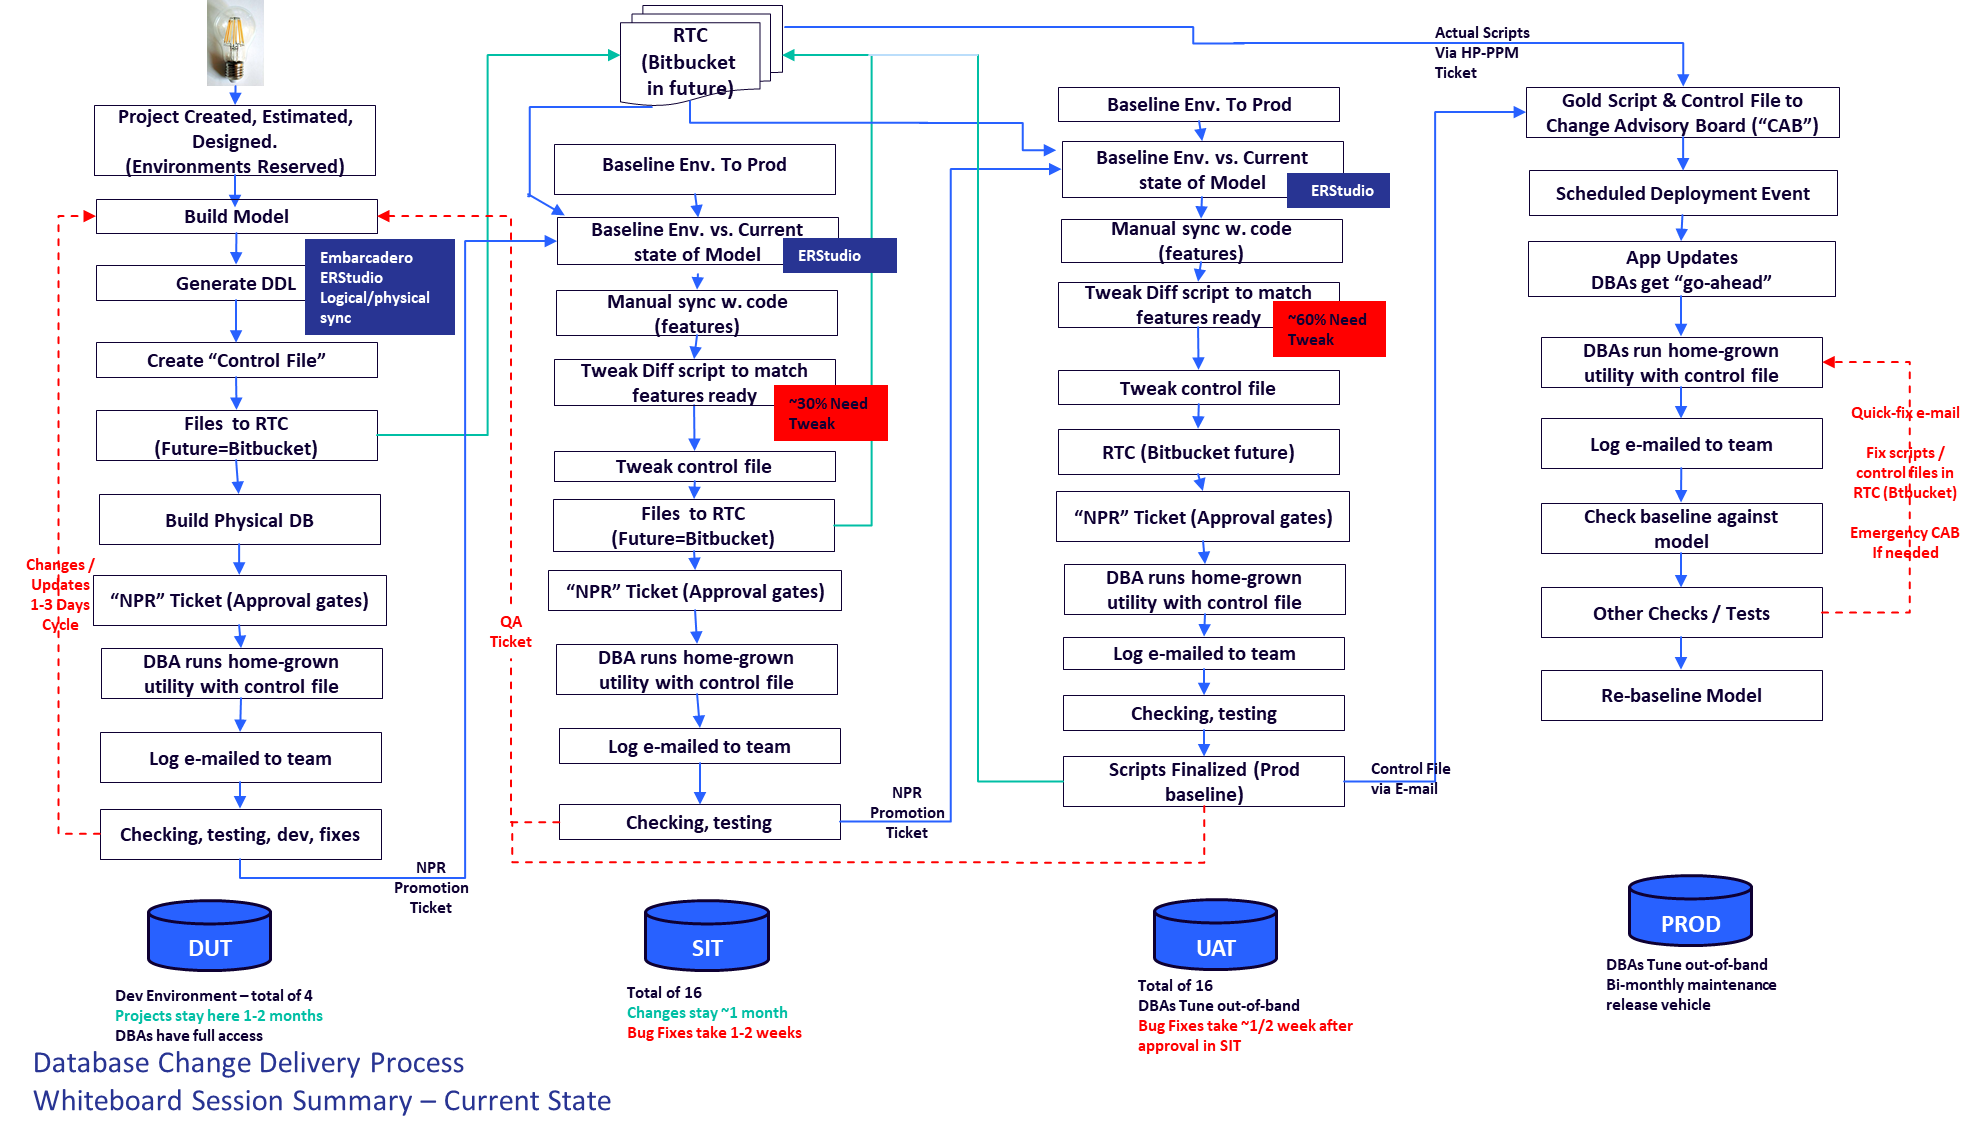 Project Created, Estimated,
Designed.
(Environments Reserved)
Build Model
Generate DDL
Embarcadero
ERStudio
Logical/physical
sync
Create “Control File”
Files to RTC
(Future=Bitbucket)
Build Physical DB
“NPR” Ticket (Approval gates)
DBA runs home-grown
utility with control file
Log e-mailed to team
Checking, testing, dev, fixes
Changes /
Updates
1-3 Days
Cycle
NPR
Promotion
Ticket
DUT
Dev Environment – total of 4
Projects stay here 1-2 months
DBAs have full access
RTC
(Bitbucket
in future)
Baseline Env. To Prod
Baseline Env. vs. Current
state of Model
ERStudio
Manual sync w. code
(features)
Tweak Diff script to match
features ready
~30% Need
Tweak
Tweak control file
Files to RTC
(Future=Bitbucket)
“NPR” Ticket (Approval gates)
DBA runs home-grown
utility with control file
Log e-mailed to team
Checking, testing
QA
Ticket
NPR
Promotion
Ticket
SIT
Total of 16
Changes stay ~1 month
Bug Fixes take 1-2 weeks
Baseline Env. To Prod
Baseline Env. vs. Current
state of Model
ERStudio
Manual sync w. code
(features)
Tweak Diff script to match
features ready
~60% Need
Tweak
Tweak control file
RTC (Bitbucket future)
“NPR” Ticket (Approval gates)
DBA runs home-grown
utility with control file
Log e-mailed to team
Checking, testing
Scripts Finalized (Prod
baseline)
Control File
via E-mail
UAT
Total of 16
DBAs Tune out-of-band
Bug Fixes take ~1/2 week after
approval in SIT
Actual Scripts
Via HP-PPM
Ticket
Gold Script & Control File to
Change Advisory Board (“CAB”)
Scheduled Deployment Event
App Updates
DBAs get “go-ahead”
DBAs run home-grown
utility with control file
Log e-mailed to team
Check baseline against
model
Other Checks / Tests
Re-baseline Model
Quick-fix e-mail
Fix scripts /
control files in
RTC (Btbucket)
Emergency CAB
If needed
PROD
DBAs Tune out-of-band
Bi-monthly maintenance
release vehicle
Database Change Delivery Process
Whiteboard Session Summary – Current State